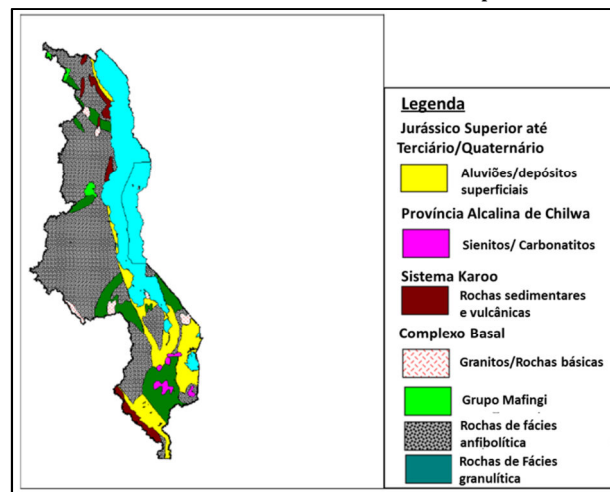 Legenda
Jurássico Superior até
Terciário/Quaternário
Aluviões/depósitos
superficiais
Província Alcalina de Chilwa
Sienitos/ Carbonatitos
Sistema Karoo
Rochas sedimentares
e vulcânicas
Complexo Basal
Granitos/Rochas básicas
Grupo Mafingi
Rochas de fácies
anfibolítica
Rochas de Fácies
granulítica